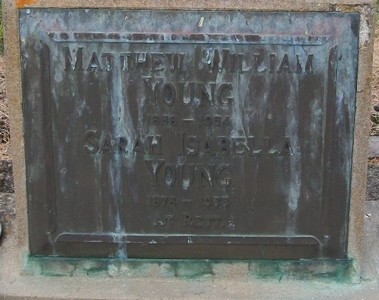 MATTHEW WILLIAM
YOUNG
SARAH ISABELLA
YOUNG
AT REST